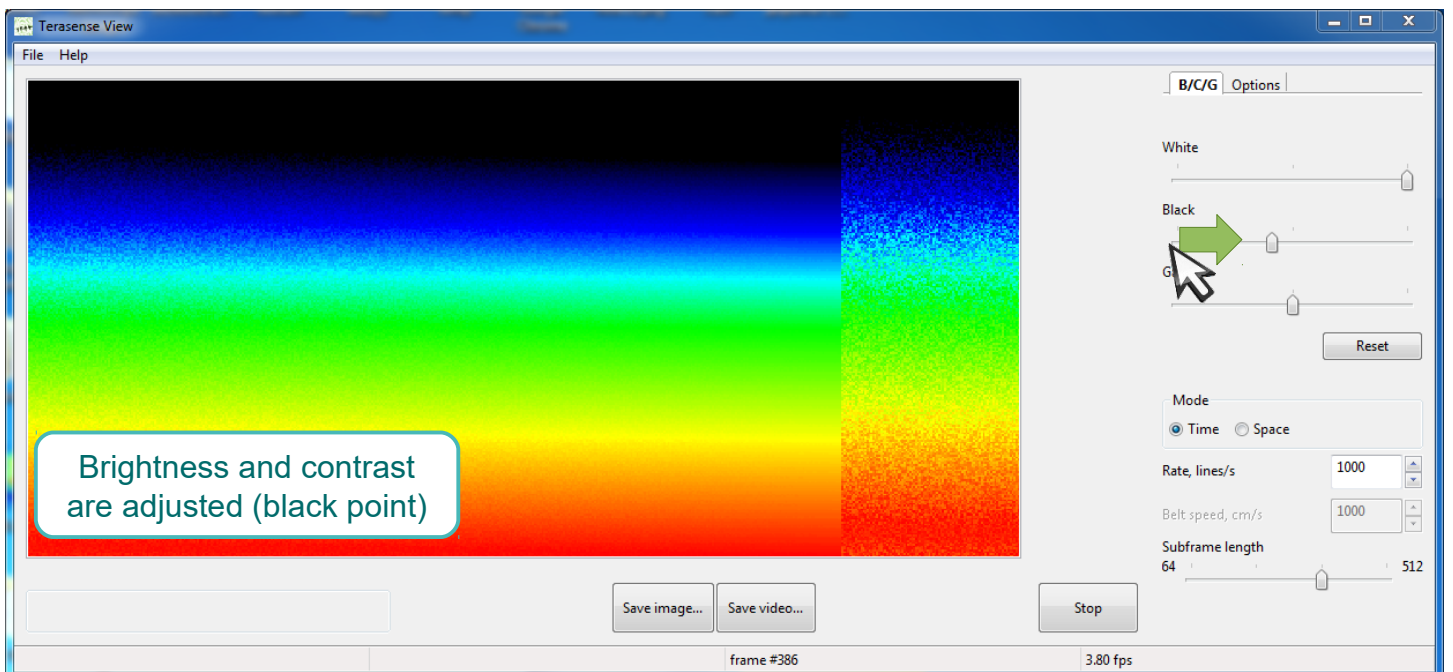 Terasense View
File Help
B/C/G Options
White
Black
Reset
Mode
Time Space
Rate, lines/s 1000
Belt speed, cm/s 1000
Subframe length
64 512
Brightness and contrast
are adjusted (black point)
Save image... Save video... Stop
frame #386 3.80 fps